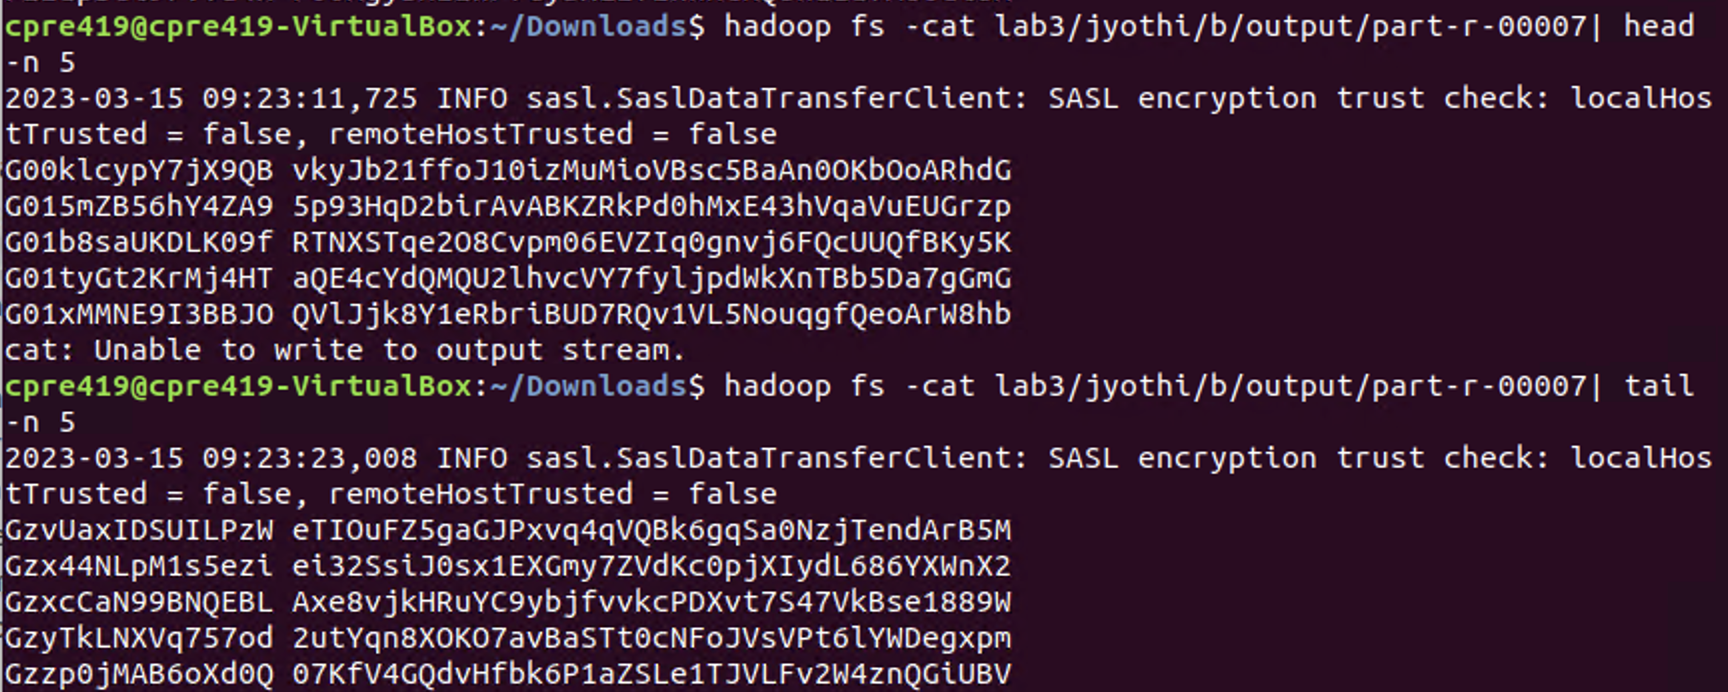 cpre419@cpre419-VirtualBox:~/Downloads$ hadoop fs -cat lab3/jyothi/b/output/part-r-00007| head
-n 5
2023-03-15 09:23:11,725 INFO sasl.SaslDataTransferClient: SASL encryption trust check: localHos
tTrusted = false, remoteHostTrusted = false
G00klcypY7jX9QB vkyJb21ffoJ10izMuMioVBsc5BaAn0OKbOoARhdG
G015mZB56hY4ZA9 5p93HqD2birAvABKZRkPd0hMxE43hVqaVuEUGrzp
G01b8saUKDLK09f RTNXSTqe2O8Cvpm06EVZIq0gnvj6FQcUUQfBKy5K
G01tyGt2KrMj4HT aQE4cYdQMQU2lhvcVY7fyljpdWkXnTBb5Da7gGmG
G01xMMNE9I3BBJO QVlJjk8Y1eRbriBUD7RQv1VL5NouqgfQeoArW8hb
cat: Unable to write to output stream.
cpre419@cpre419-VirtualBox:~/Downloads$ hadoop fs -cat lab3/jyothi/b/output/part-r-00007| tail
-n 5
2023-03-15 09:23:23,008 INFO sasl.SaslDataTransferClient: SASL encryption trust check: localHos
tTrusted = false, remoteHostTrusted = false
GzvUaxIDSUILPzW eTIOuFZ5gaGJPxvq4qVQBk6gqSa0NzjTendArB5M
Gzx44NLpM1s5ezi ei32SsiJ0sx1EXGmy7ZVdKc0pjXIydL686YXWnX2
GzxcCaN99BNQEBL Axe8vjkHRuYC9ybjfvvkcPDXvt7S47VkBse1889W
GzyTkLNXVq757od 2utYqn8XOKO7avBaSTt0cNFoJVsVPt6lYWDegxpm
Gzzp0jMAB6oXd0Q 07KfV4GQdvHfbk6P1aZSLe1TJVLFv2W4znQGiUBV